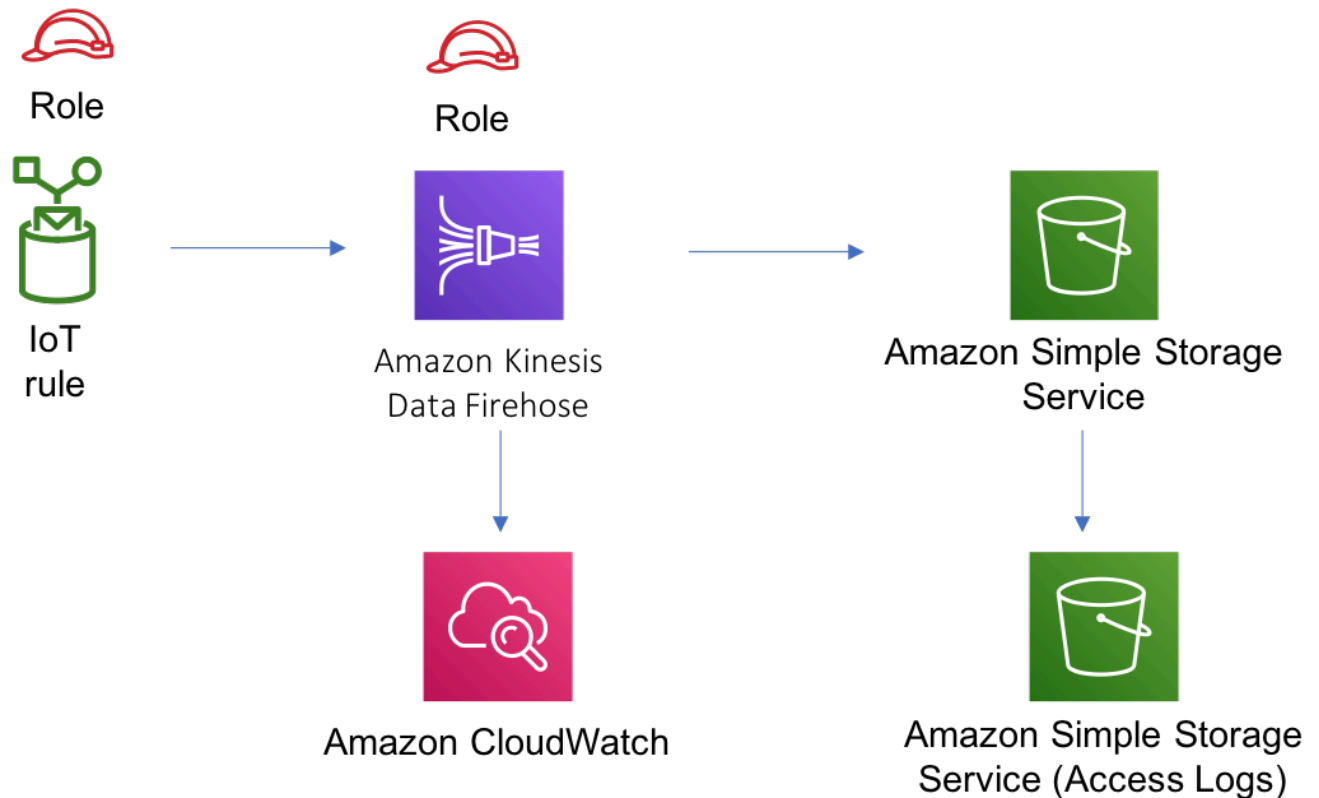 Role
Role
IoT
rule
Amazon Kinesis
Data Firehose
Amazon Simple Storage
Service
Amazon CloudWatch
Amazon Simple Storage
Service (Access Logs)